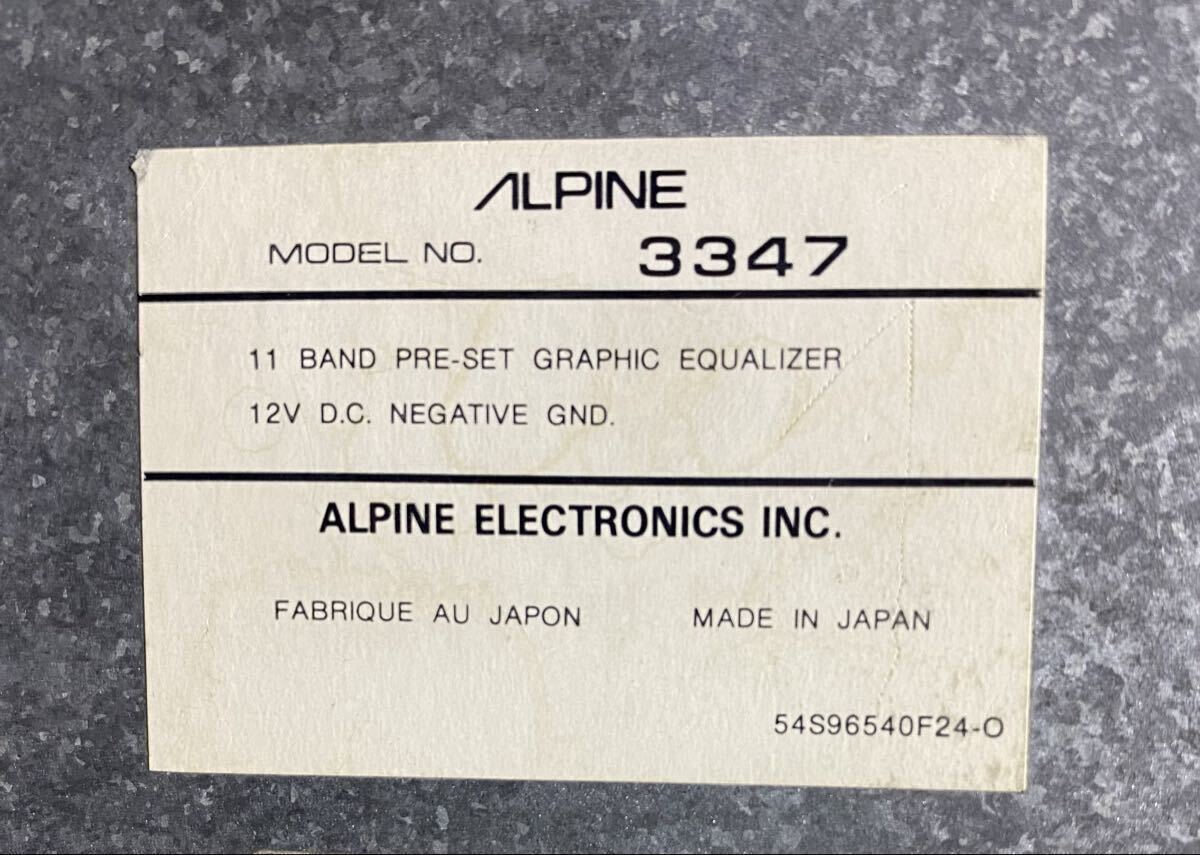 ALPINE
MODEL NO. 3347
11 BAND PRE-SET GRAPHIC EQUALIZER
12V D.C. NEGATIVE GND.
ALPINE ELECTRONICS INC.
FABRIQUE AU JAPON MADE IN JAPAN
54S96540F24-O